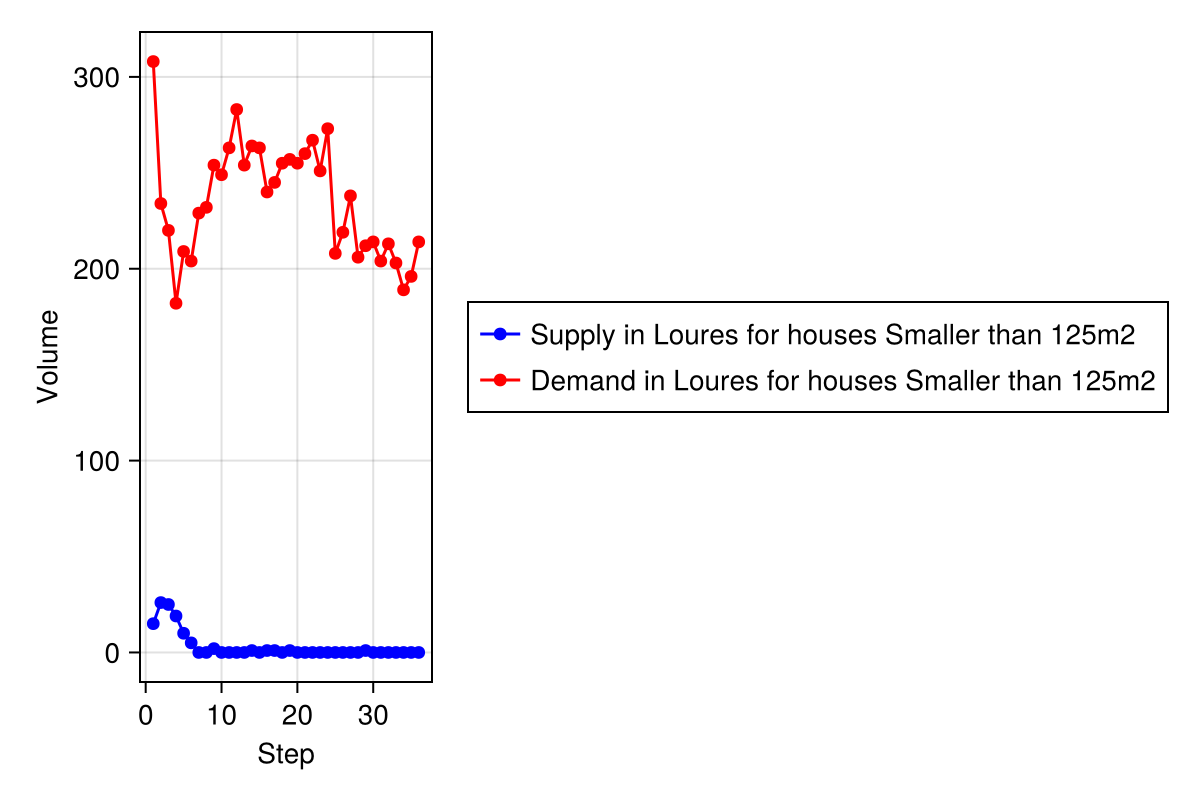 300
200
100
0
Volume
0 10 20 30
Step
Supply in Loures for houses Smaller than 125m2
Demand in Loures for houses Smaller than 125m2